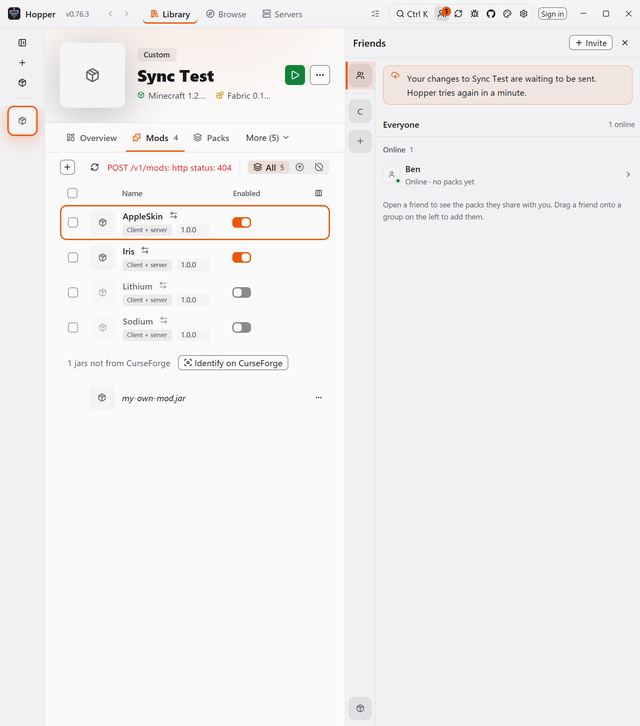 Hopper v0.76.3 Library Browse Servers Ctrl K 1 Sign in
Custom
Sync Test
Minecraft 1.2... Fabric 0.1...
Overview Mods 4 Packs More (5)
POST /v1/mods: http status: 404 All 5
Name Enabled
AppleSkin
Client + server 1.0.0
Iris
Client + server 1.0.0
Lithium
Client + server 1.0.0
Sodium
Client + server 1.0.0
1 jars not from CurseForge Identify on CurseForge
my-own-mod.jar
Friends Invite
Your changes to Sync Test are waiting to be sent.
Hopper tries again in a minute.
C
Everyone 1 online
Online 1
Ben
Online · no packs yet
Open a friend to see the packs they share with you. Drag a friend onto a
group on the left to add them.